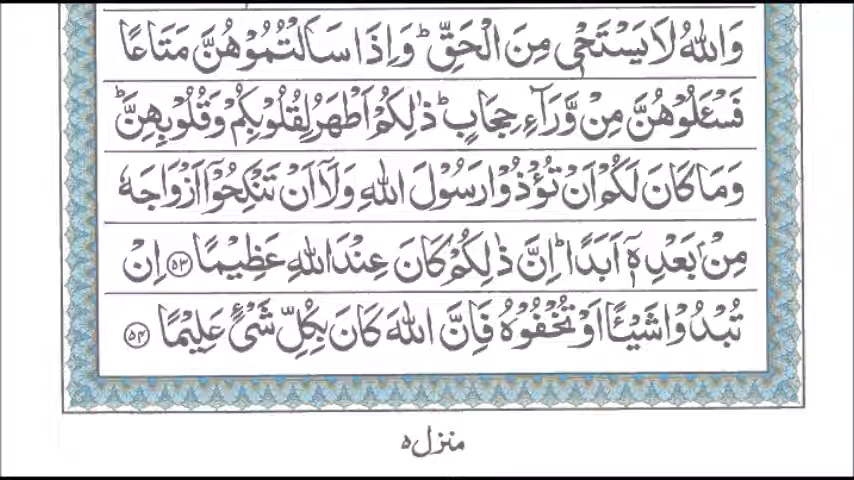 وَاللّٰهُ لَا يَسْتَحْيٖ مِنَ الْحَقِّ ؕ وَاِذَا سَاَلْتُمُوْهُنَّ مَتَاعًا
فَسْـَٔلُوْهُنَّ مِنْ وَّرَآءِ حِجَابٍ ؕ ذٰلِكُمْ اَطْهَرُ لِقُلُوْبِكُمْ وَقُلُوْبِهِنَّ ؕ
وَمَا كَانَ لَكُمْ اَنْ تُؤْذُوْا رَسُوْلَ اللّٰهِ وَلَاۤ اَنْ تَنْكِحُوْۤا اَزْوَاجَهٗ
مِنْۢ بَعْدِهٖۤ اَبَدًا ؕ اِنَّ ذٰلِكُمْ كَانَ عِنْدَ اللّٰهِ عَظِيْمًا ۝۵۳ اِنْ
تُبْدُوْا شَيْـًٔا اَوْ تُخْفُوْهُ فَاِنَّ اللّٰهَ كَانَ بِكُلِّ شَيْءٍ عَلِيْمًا ۝۵۴
منزل ۵